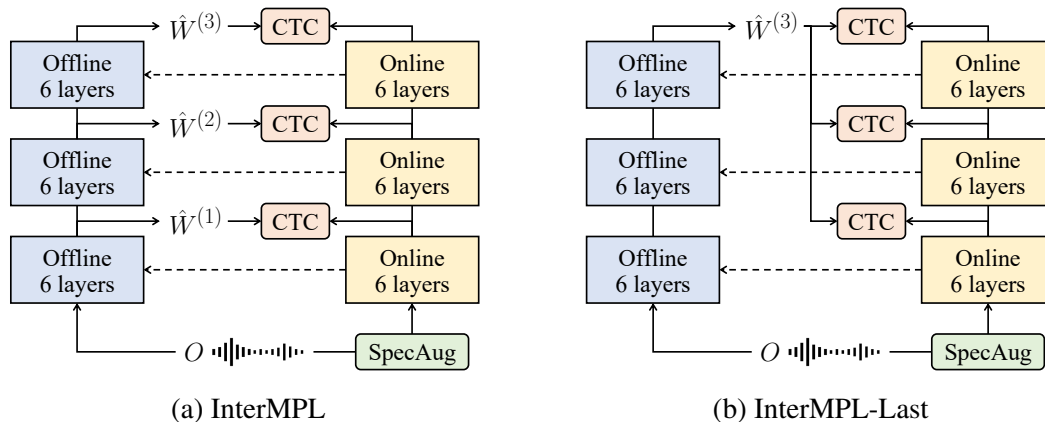 Ŵ⁽³⁾ CTC
Offline
6 layers
Online
6 layers
Ŵ⁽²⁾ CTC
Offline
6 layers
Online
6 layers
Ŵ⁽¹⁾ CTC
Offline
6 layers
Online
6 layers
O SpecAug
(a) InterMPL
Ŵ⁽³⁾ CTC
Offline
6 layers
Online
6 layers
CTC
Offline
6 layers
Online
6 layers
CTC
Offline
6 layers
Online
6 layers
O SpecAug
(b) InterMPL-Last